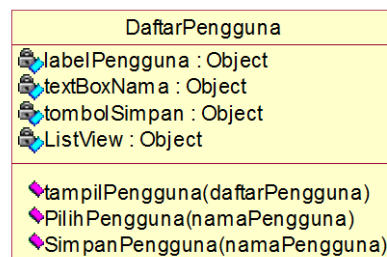 DaftarPengguna
labelPengguna : Object
textBoxNama : Object
tombolSimpan : Object
ListView : Object
tampilPengguna(daftarPengguna)
PilihPengguna(namaPengguna)
SimpanPengguna(namaPengguna)